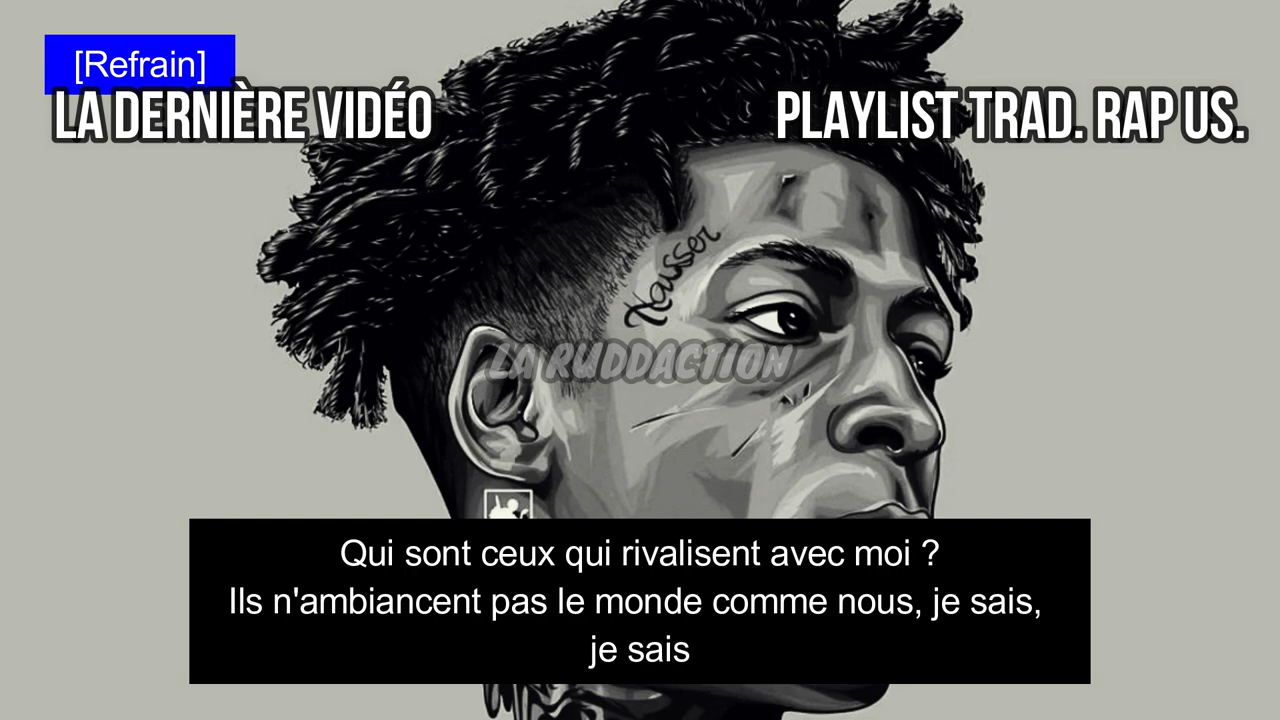 [Refrain]
LA DERNIÈRE VIDÉO
PLAYLIST TRAD. RAP US.
Nausser
LA RUDDACTION
Qui sont ceux qui rivalisent avec moi ?
Ils n'ambiancent pas le monde comme nous, je sais,
je sais